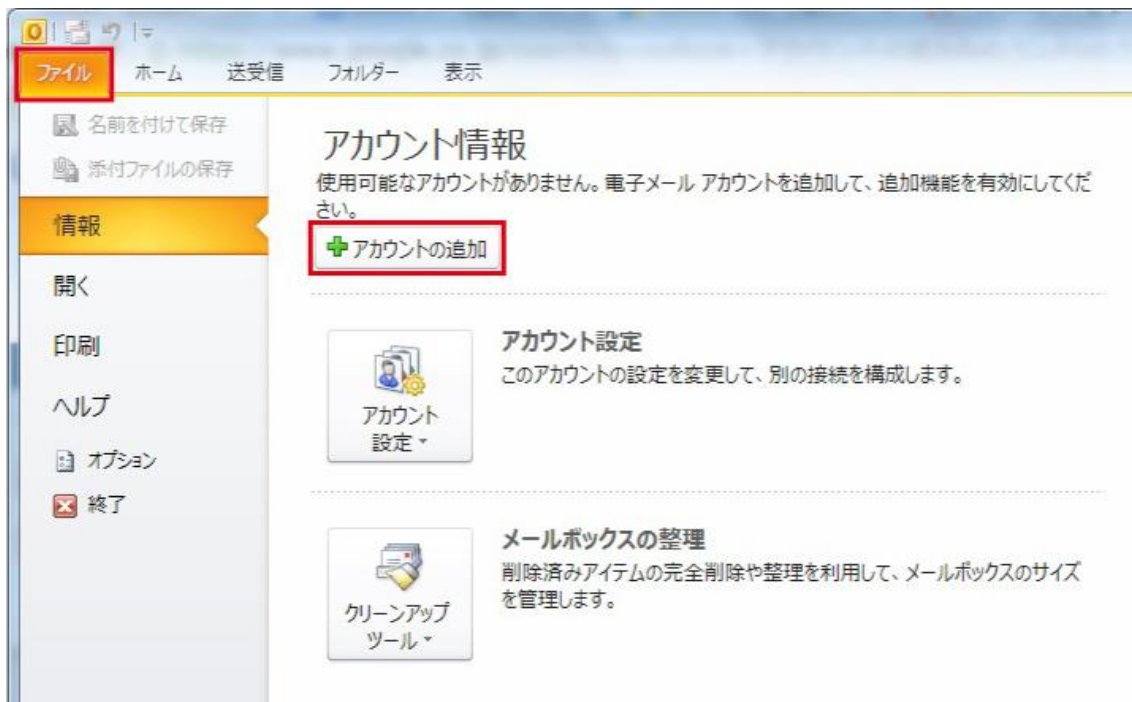 ファイル ホーム 送受信 フォルダー 表示
名前を付けて保存
添付ファイルの保存
情報
開く
印刷
ヘルプ
オプション
終了
アカウント情報
使用可能なアカウントがありません。電子メール アカウントを追加して、追加機能を有効にしてくだ
さい。
アカウントの追加
アカウント
設定
アカウント設定
このアカウントの設定を変更して、別の接続を構成します。
クリーンアップ
ツール
メールボックスの整理
削除済みアイテムの完全削除や整理を利用して、メールボックスのサイズ
を管理します。